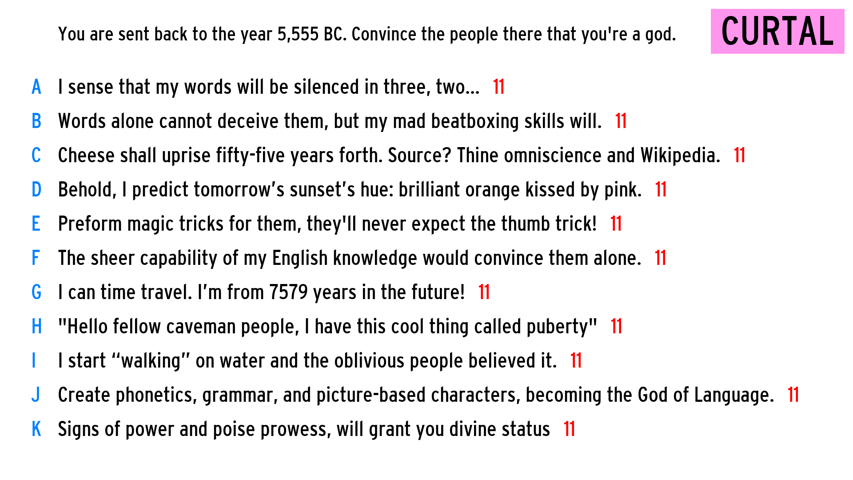 You are sent back to the year 5,555 BC. Convince the people there that you're a god.
CURTAL
A I sense that my words will be silenced in three, two... 11
B Words alone cannot deceive them, but my mad beatboxing skills will. 11
C Cheese shall uprise fifty-five years forth. Source? Thine omniscience and Wikipedia. 11
D Behold, I predict tomorrow’s sunset’s hue: brilliant orange kissed by pink. 11
E Preform magic tricks for them, they'll never expect the thumb trick! 11
F The sheer capability of my English knowledge would convince them alone. 11
G I can time travel. I’m from 7579 years in the future! 11
H "Hello fellow caveman people, I have this cool thing called puberty" 11
I I start “walking” on water and the oblivious people believed it. 11
J Create phonetics, grammar, and picture-based characters, becoming the God of Language. 11
K Signs of power and poise prowess, will grant you divine status 11